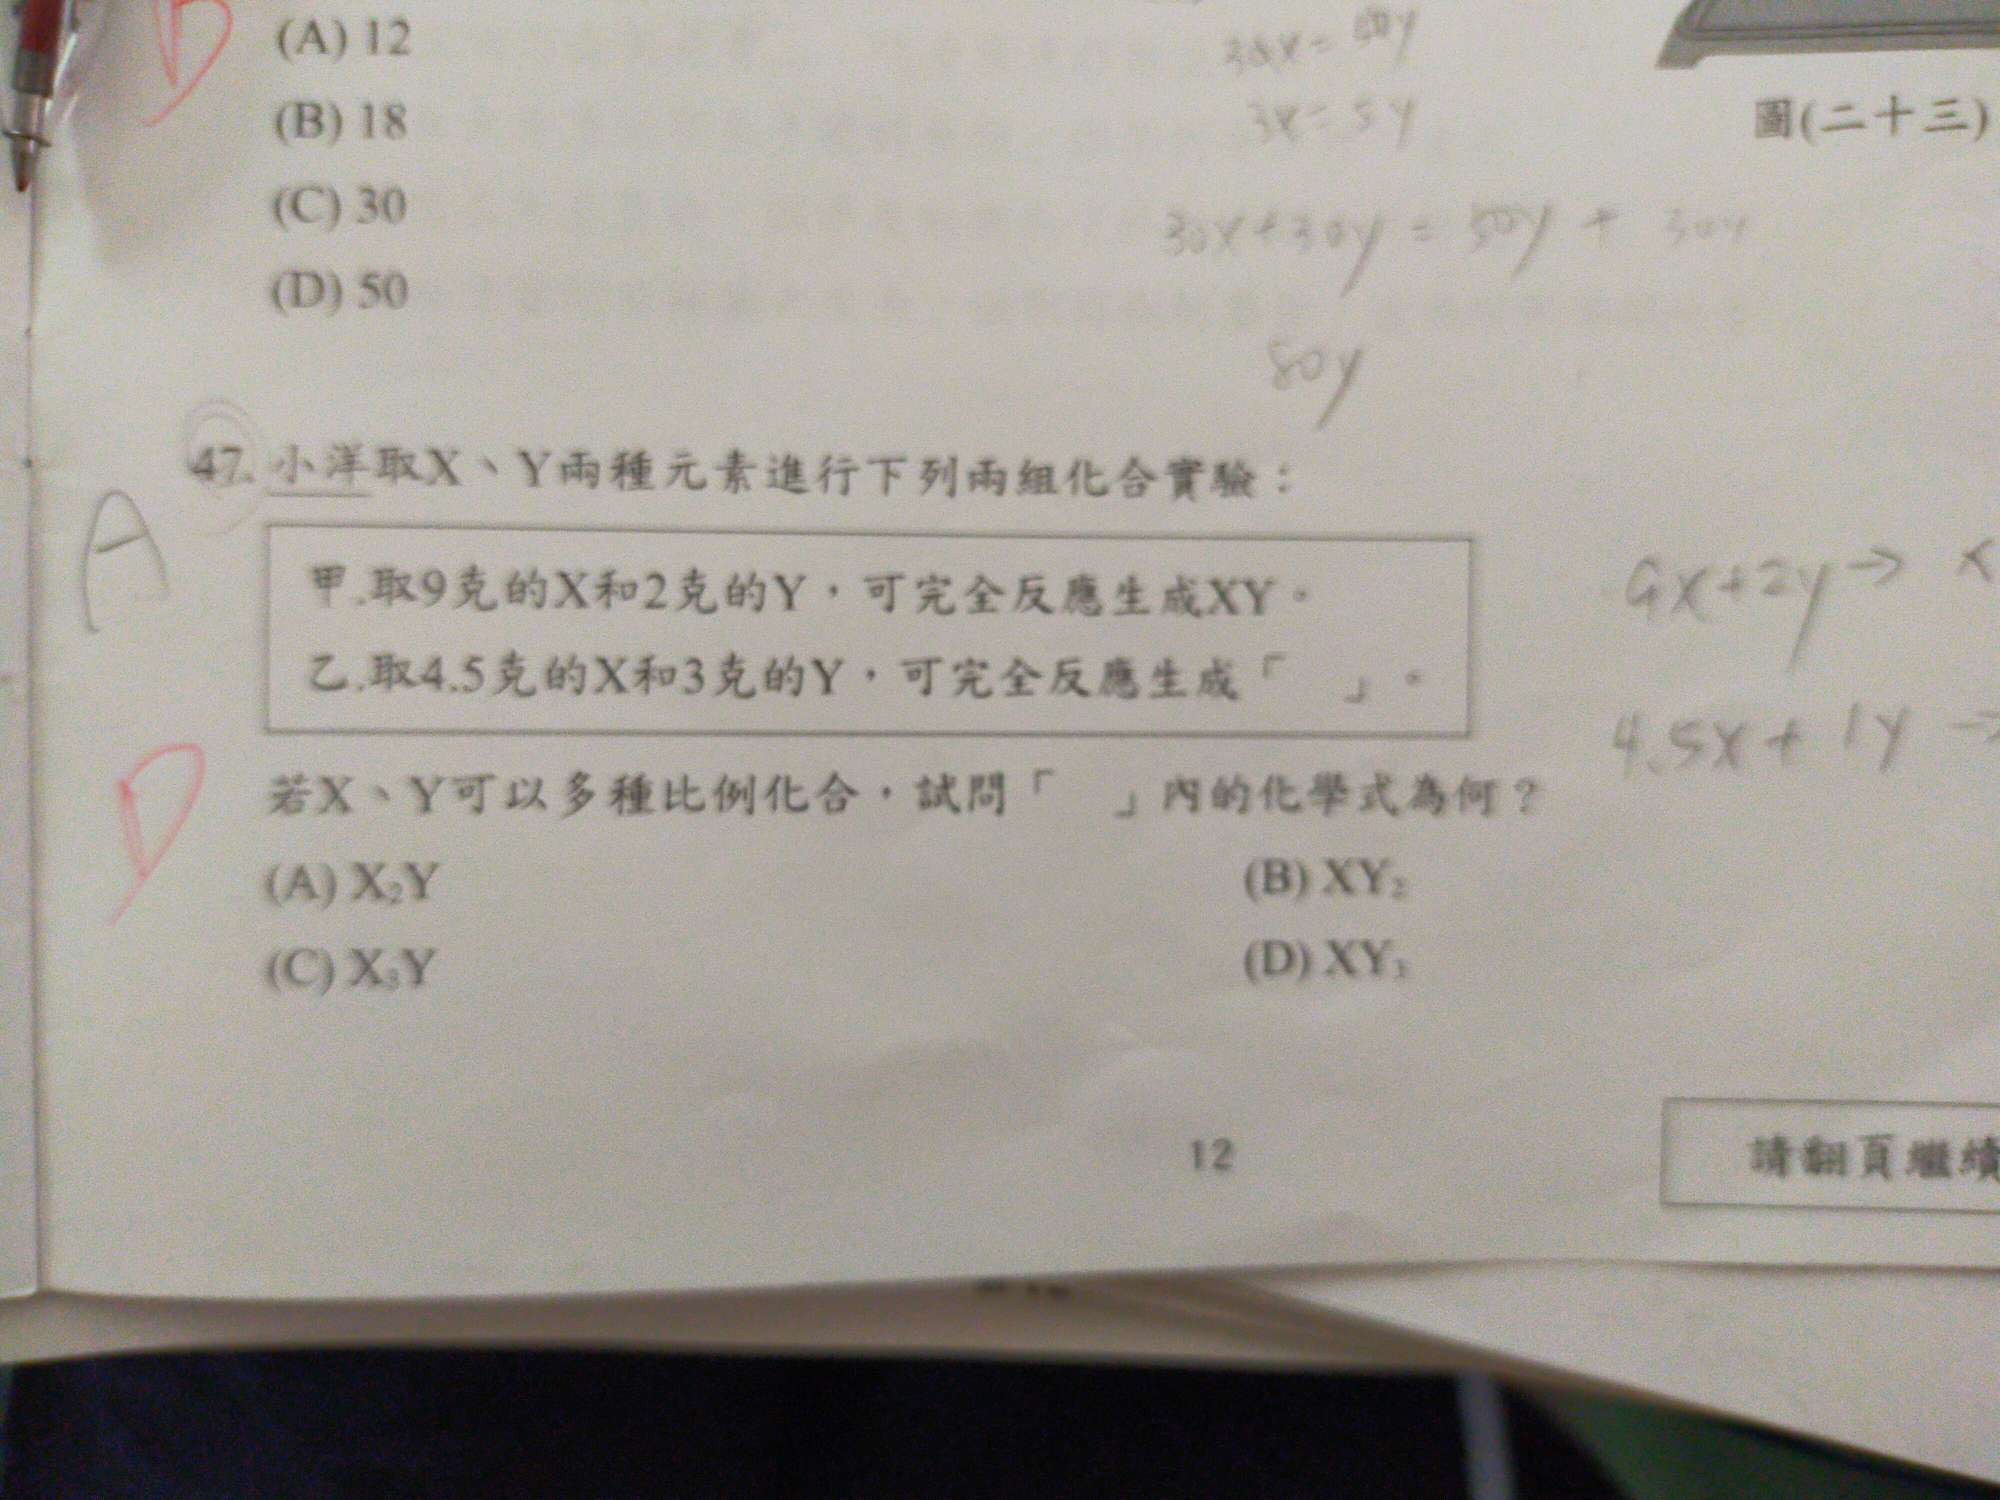 B
(A) 12
(B) 18
(C) 30
(D) 50
30x = 50y
3x = 5y
圖(二十三)
30x + 30y = 50y + 30y
80y
47. 小洋取X、Y兩種元素進行下列兩組化合實驗：
A
甲.取9克的X和2克的Y，可完全反應生成XY。
乙.取4.5克的X和3克的Y，可完全反應生成「　」。
9x+2y→ x
4.5x + 1y →
D
若X、Y可以多種比例化合，試問「　」內的化學式為何？
(A) X₂Y
(B) XY₂
(C) X₃Y
(D) XY₃
12
請翻頁繼續